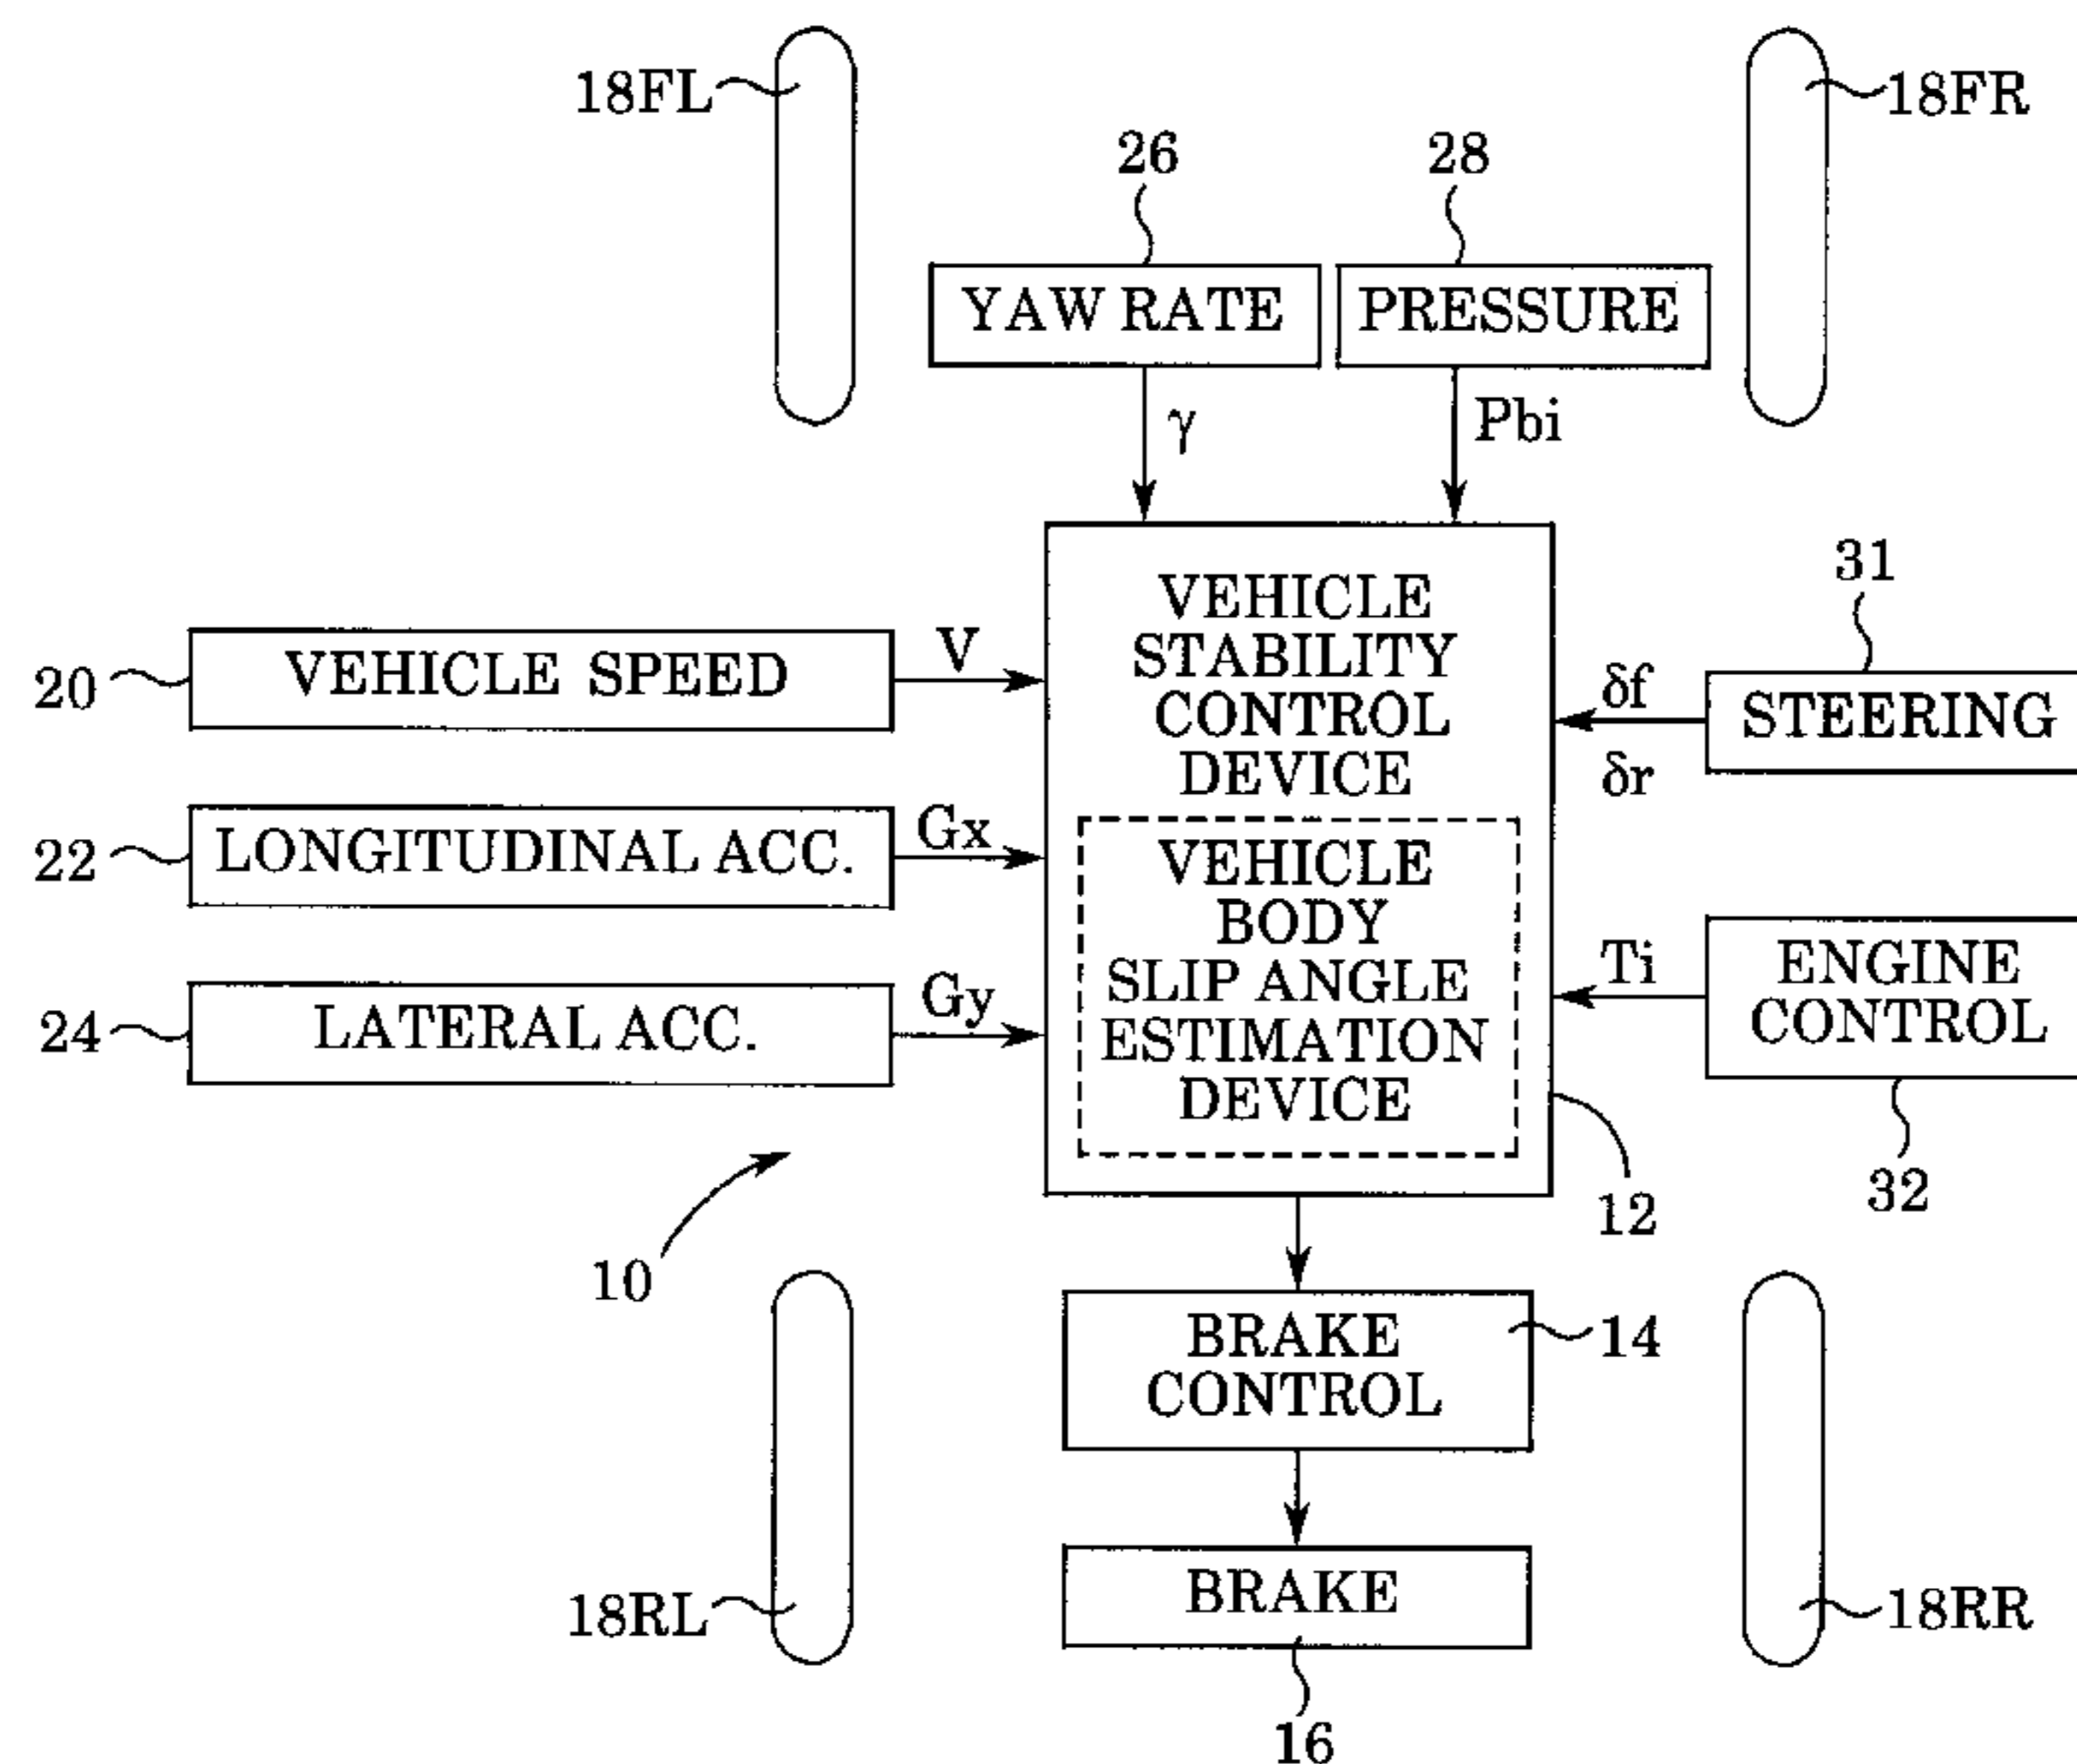 18FL
18FR
26
28
YAW RATE
PRESSURE
γ
Pbi
31
20
VEHICLE SPEED
V
VEHICLE
STABILITY
CONTROL
DEVICE
δf
δr
STEERING
22
LONGITUDINAL ACC.
Gx
VEHICLE
BODY
SLIP ANGLE
ESTIMATION
DEVICE
Ti
ENGINE
CONTROL
24
LATERAL ACC.
Gy
12
32
10
BRAKE
CONTROL
14
18RL
BRAKE
18RR
16